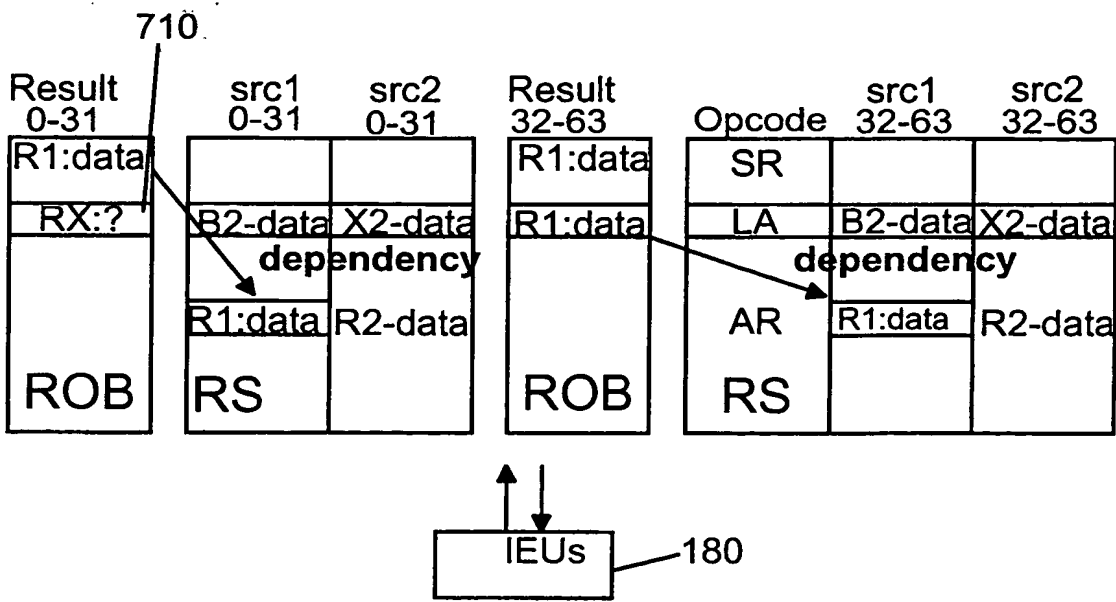 710
Result src1 src2 Result src1 src2
0-31 0-31 0-31 32-63 Opcode 32-63 32-63
R1:data R1:data SR
RX:? B2-data X2-data R1:data LA B2-data X2-data
dependency dependency
R1:data R2-data AR R1:data R2-data
ROB RS ROB RS
IEUs 180